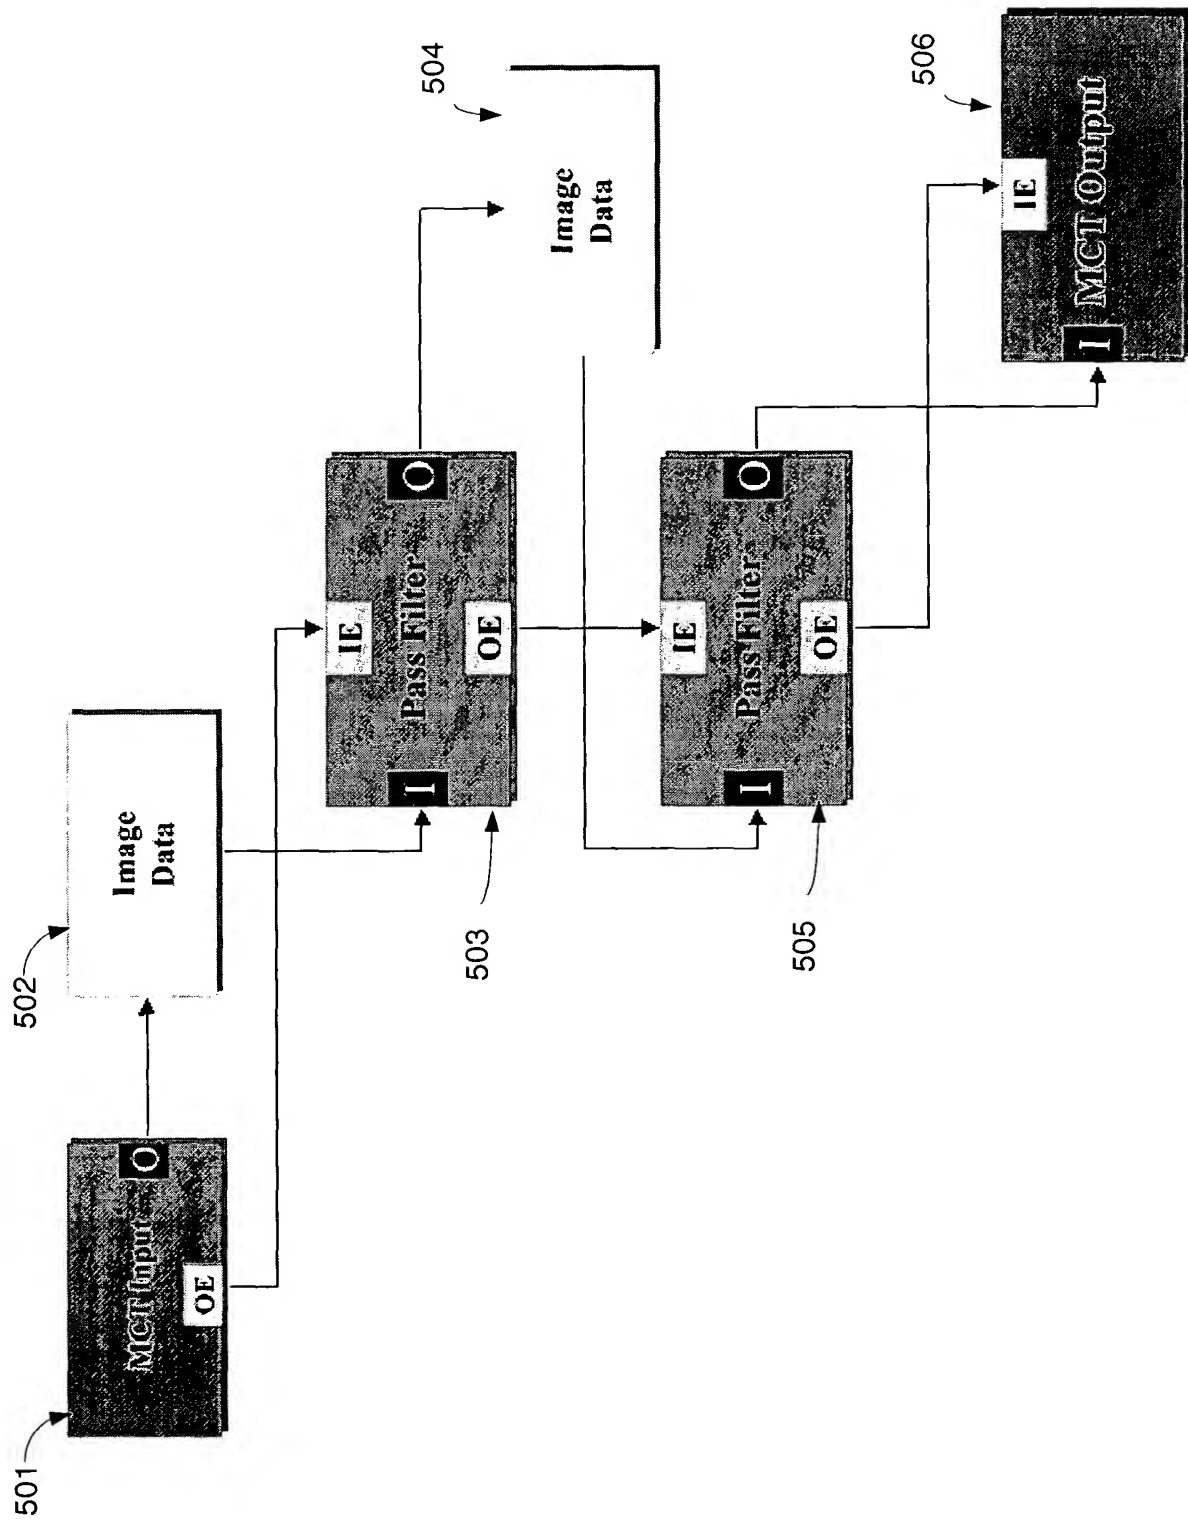 501
MCT Input
O
OE
502
Image
Data
503
IE
I
Pass Filter
O
OE
504
Image
Data
505
IE
I
Pass Filter
O
OE
506
IE
I
MCT Output